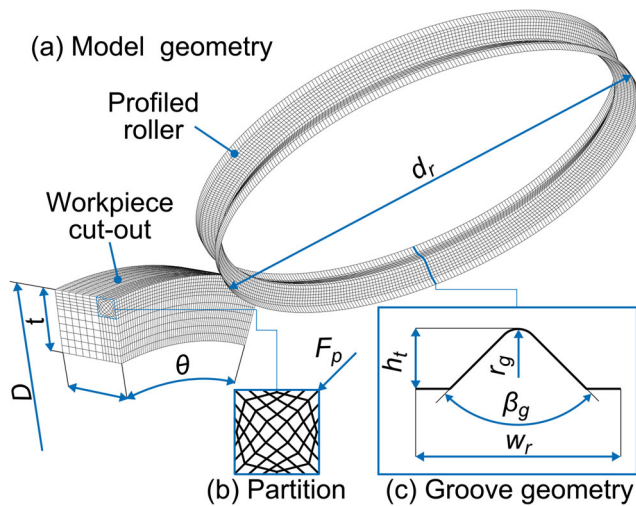 (a) Model geometry
Profiled
roller
d_r
Workpiece
cut-out
t
D
θ
F_p
h_t
r_g
β_g
w_r
(b) Partition
(c) Groove geometry